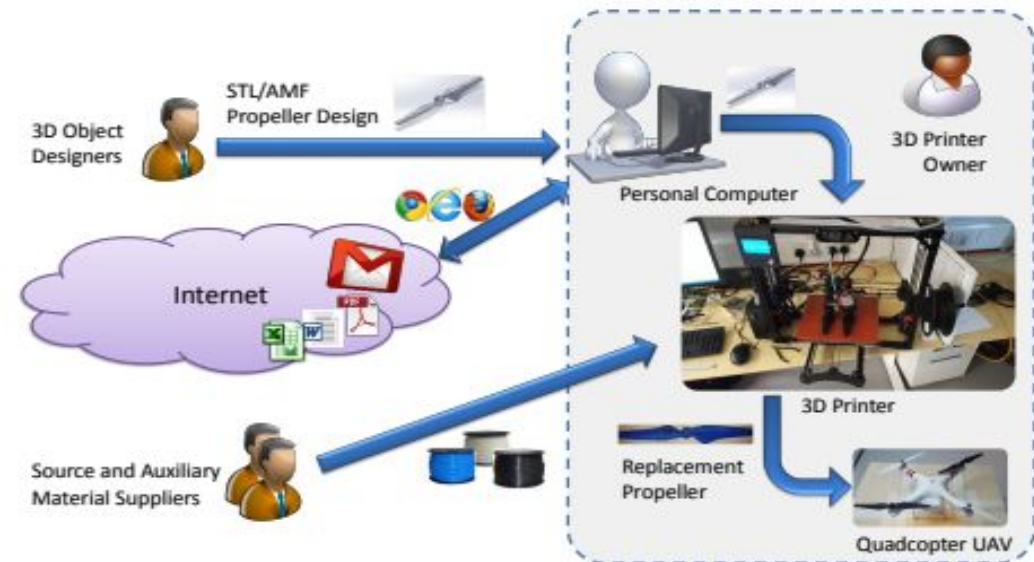 STL/AMF
Propeller Design
3D Object
Designers
3D Printer
Owner
Personal Computer
Internet
3D Printer
Source and Auxiliary
Material Suppliers
Replacement
Propeller
Quadcopter UAV